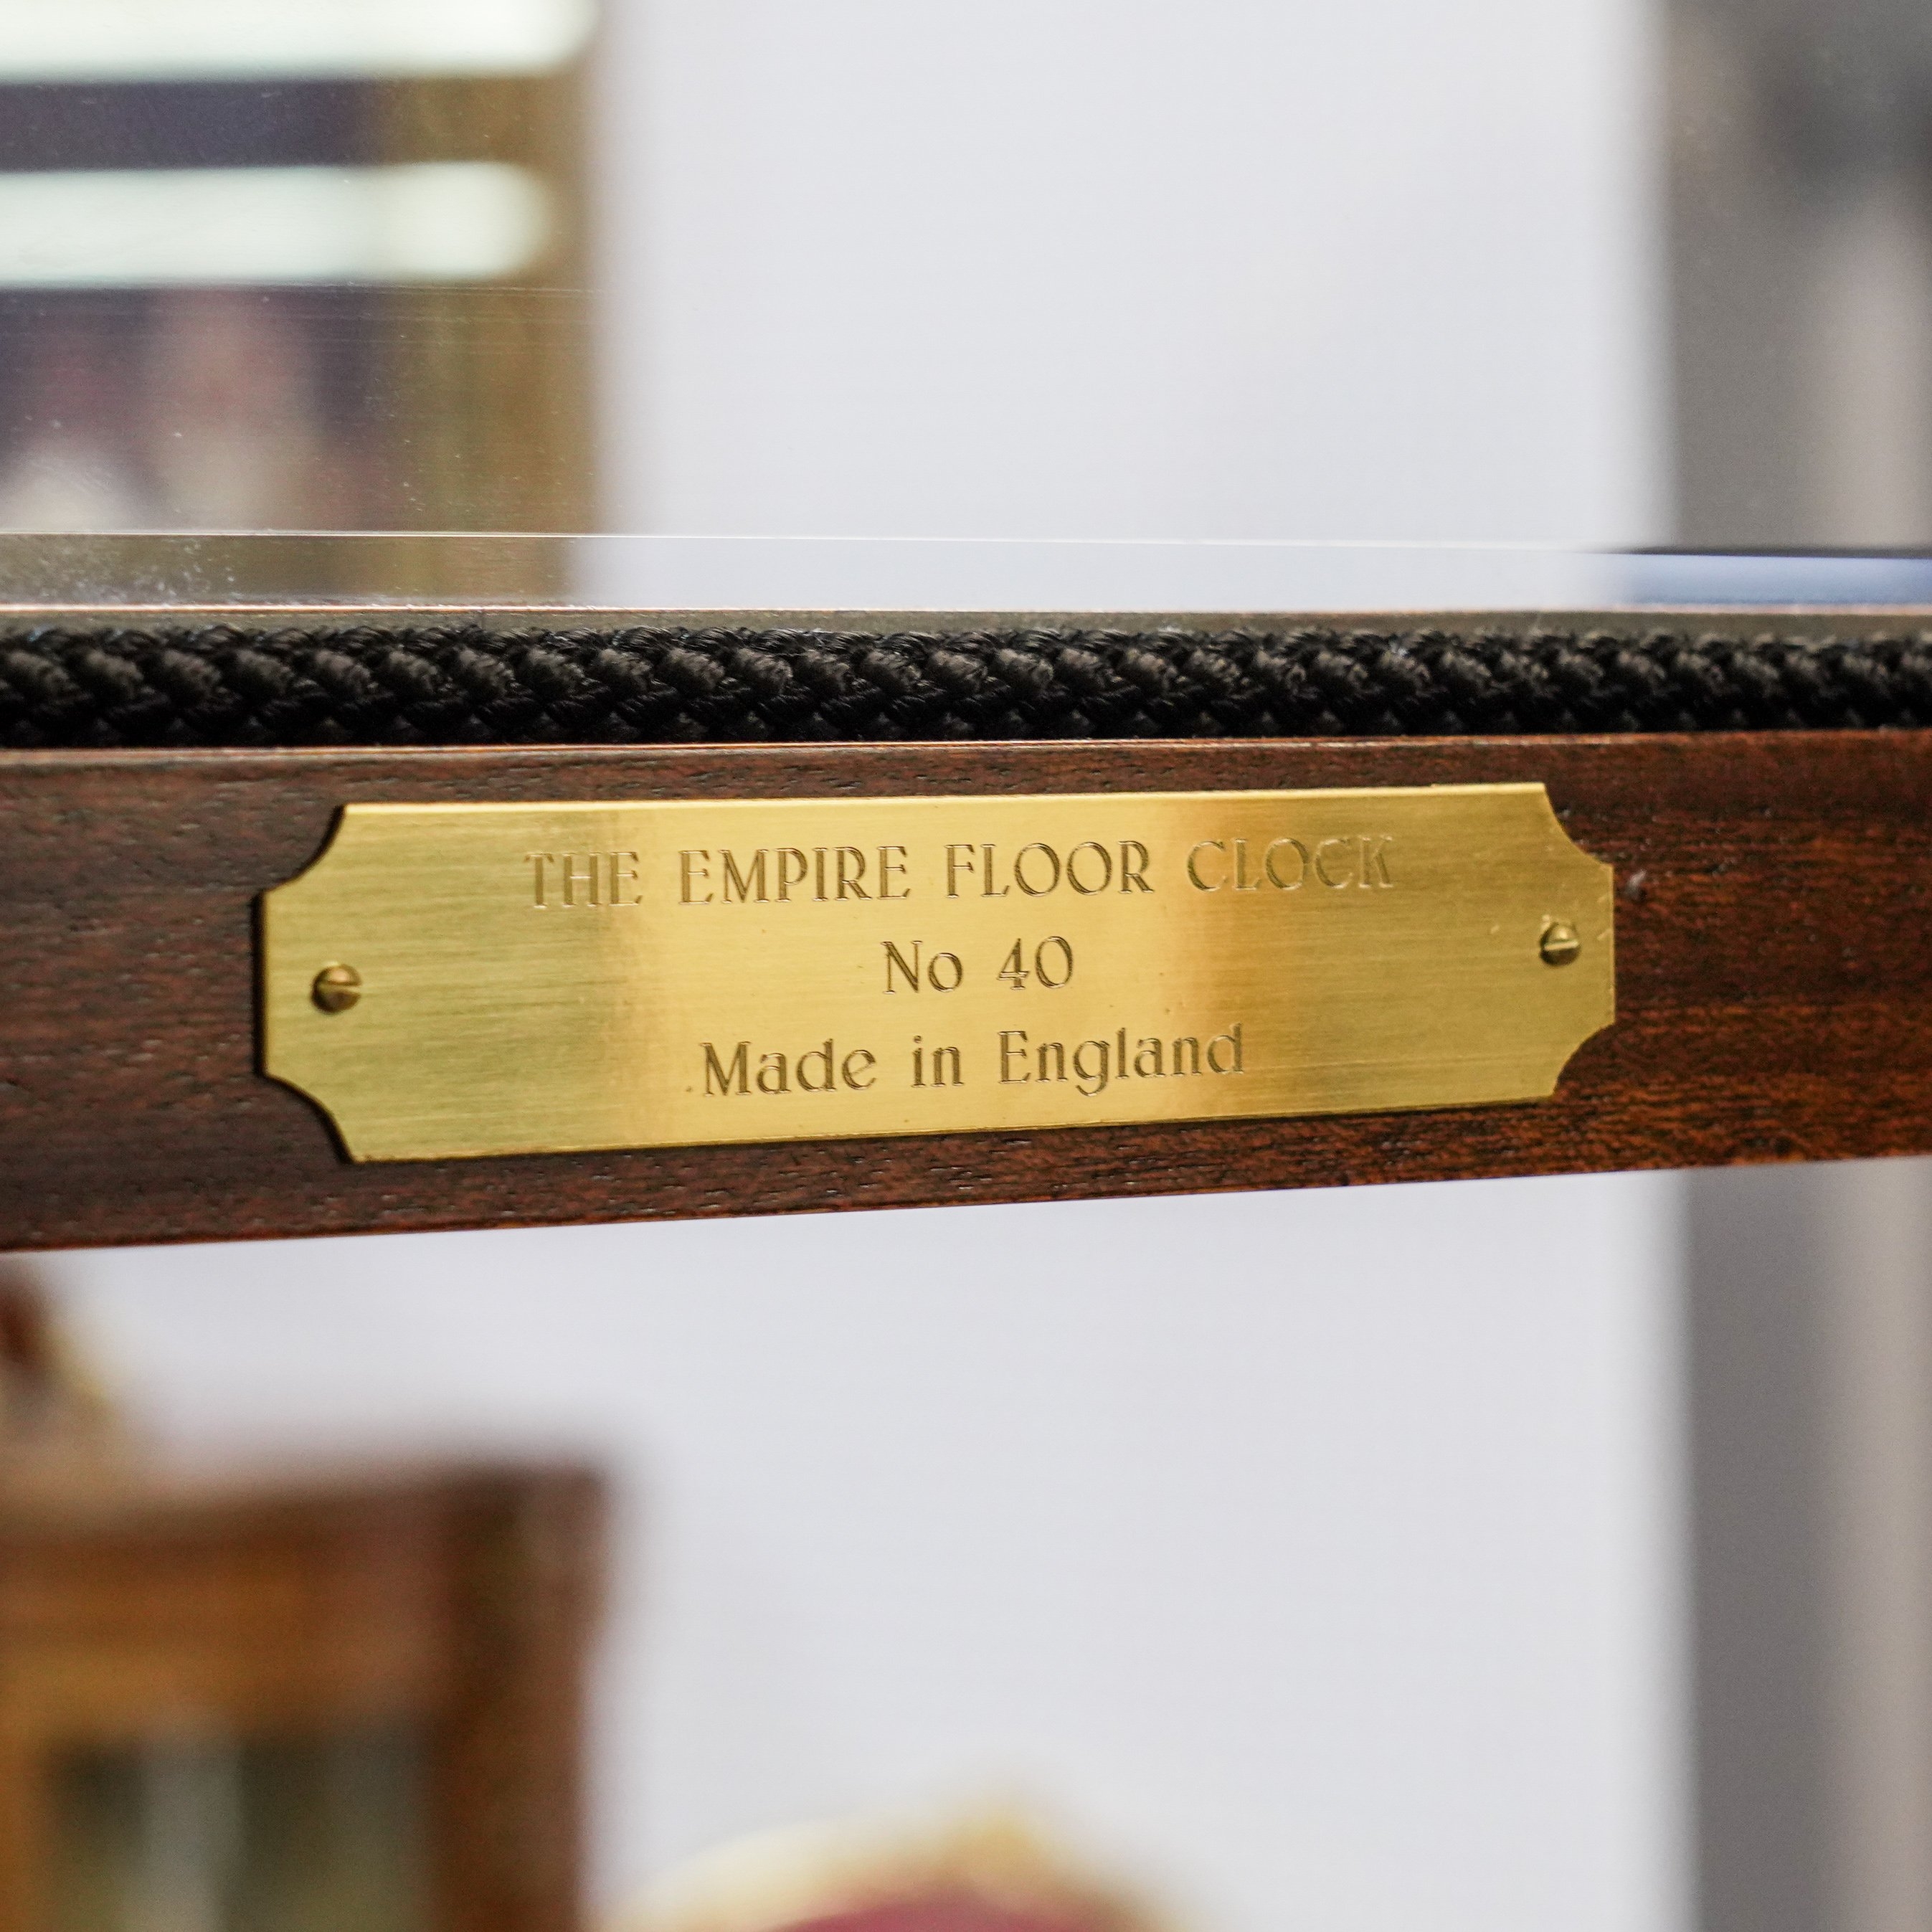 THE EMPIRE FLOOR CLOCK
No 40
Made in England